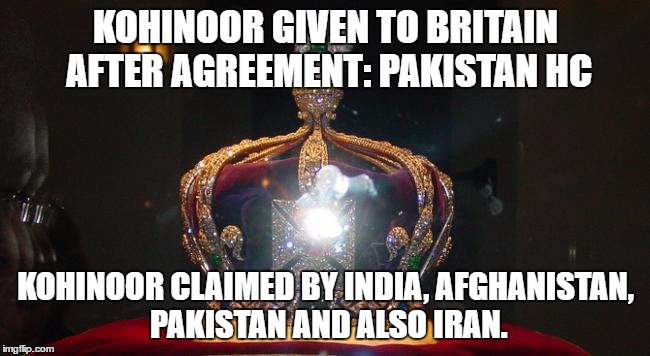 KOHINOOR GIVEN TO BRITAIN
AFTER AGREEMENT: PAKISTAN HC
KOHINOOR CLAIMED BY INDIA, AFGHANISTAN,
PAKISTAN AND ALSO IRAN.
imgflip.com